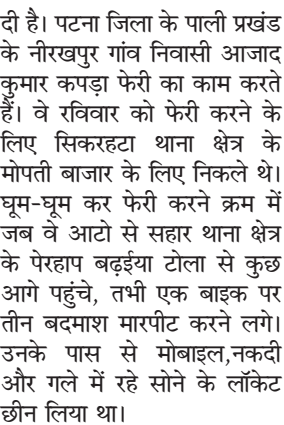 दी है। पटना जिला के पाली प्रखंड
के नीरखपुर गांव निवासी आजाद
कुमार कपड़ा फेरी का काम करते
हैं। वे रविवार को फेरी करने के
लिए सिकरहटा थाना क्षेत्र के
मोपती बाजार के लिए निकले थे।
घूम-घूम कर फेरी करने क्रम में
जब वे आटो से सहार थाना क्षेत्र
के पेरहाप बढ़ईया टोला से कुछ
आगे पहुंचे, तभी एक बाइक पर
तीन बदमाश मारपीट करने लगे।
उनके पास से मोबाइल,नकदी
और गले में रहे सोने के लॉकेट
छीन लिया था।